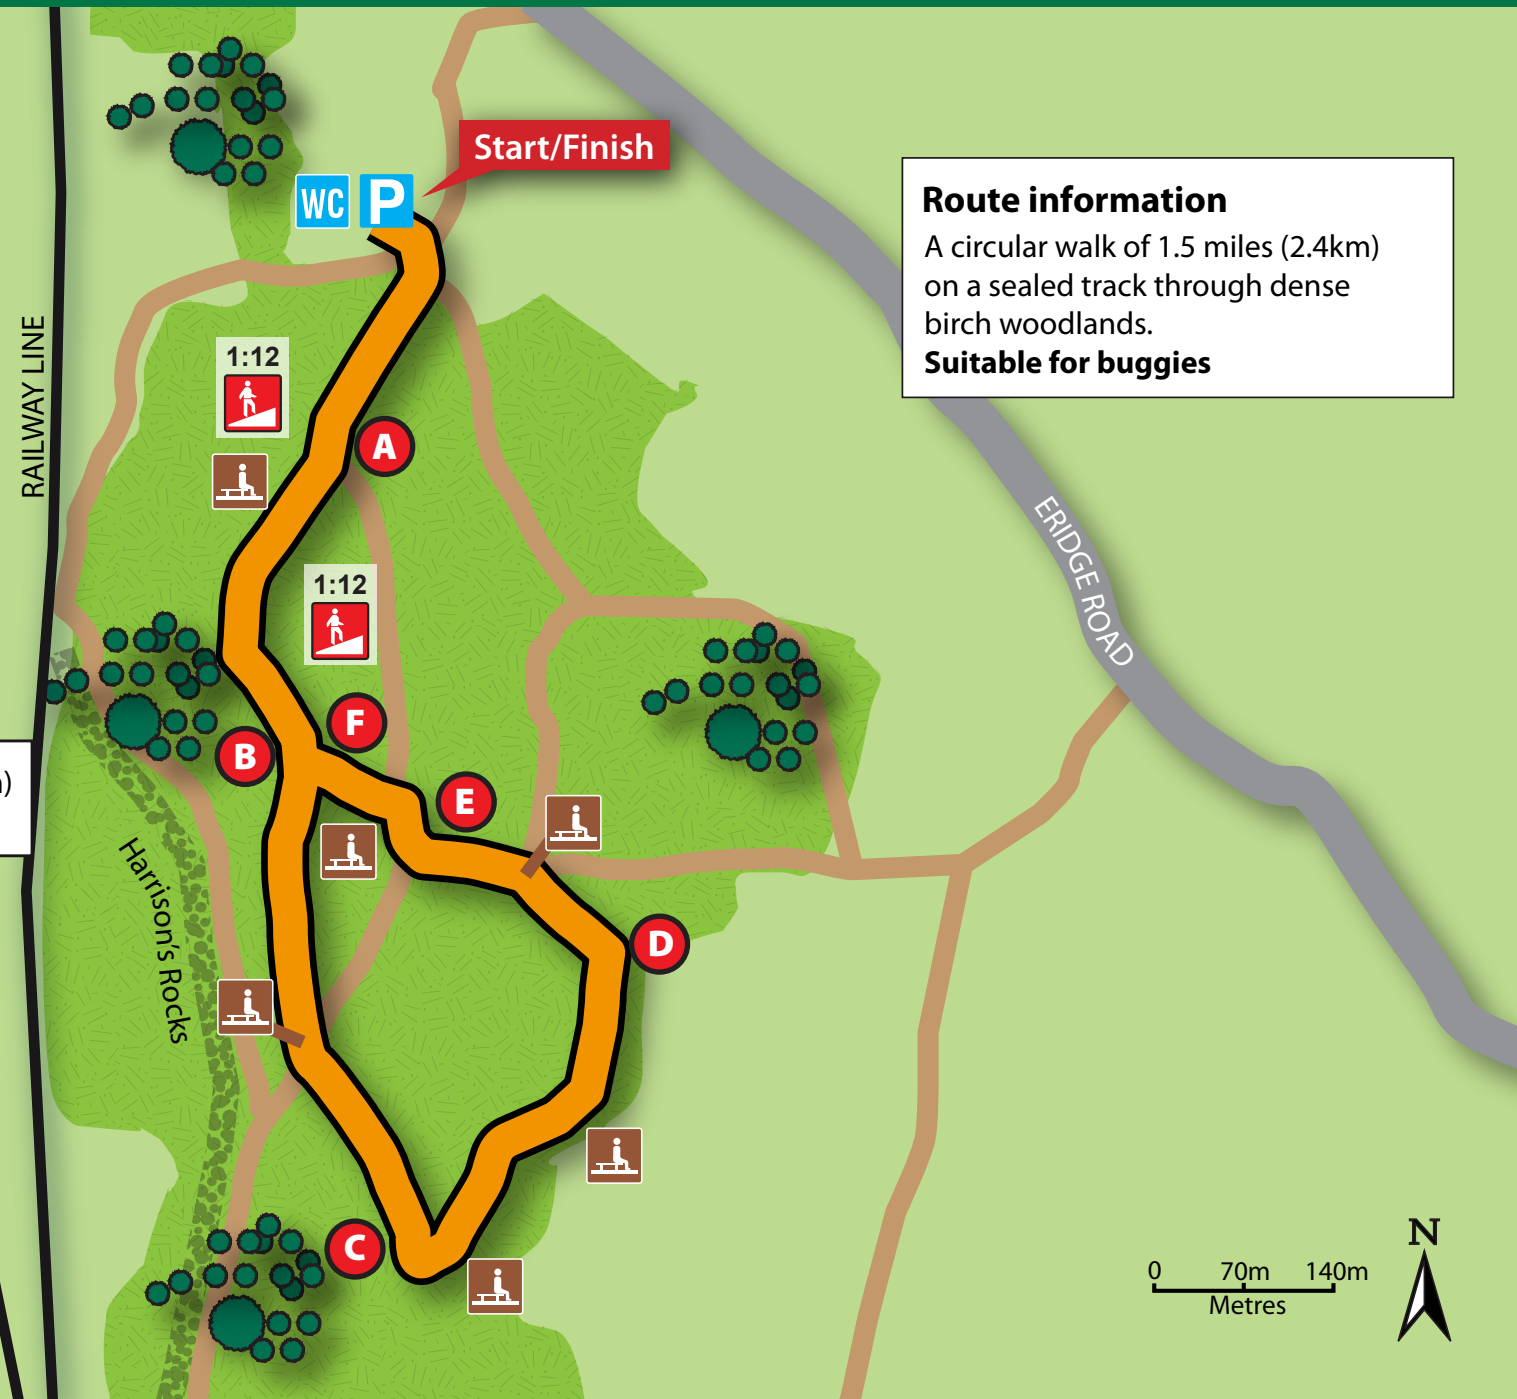 Start/Finish
WC P
Route information
A circular walk of 1.5 miles (2.4km)
on a sealed track through dense
birch woodlands.
Suitable for buggies
RAILWAY LINE
1:12
A
ERIDGE ROAD
1:12
F
B
)
E
Harrison's Rocks
D
C
N
0 70m 140m
Metres